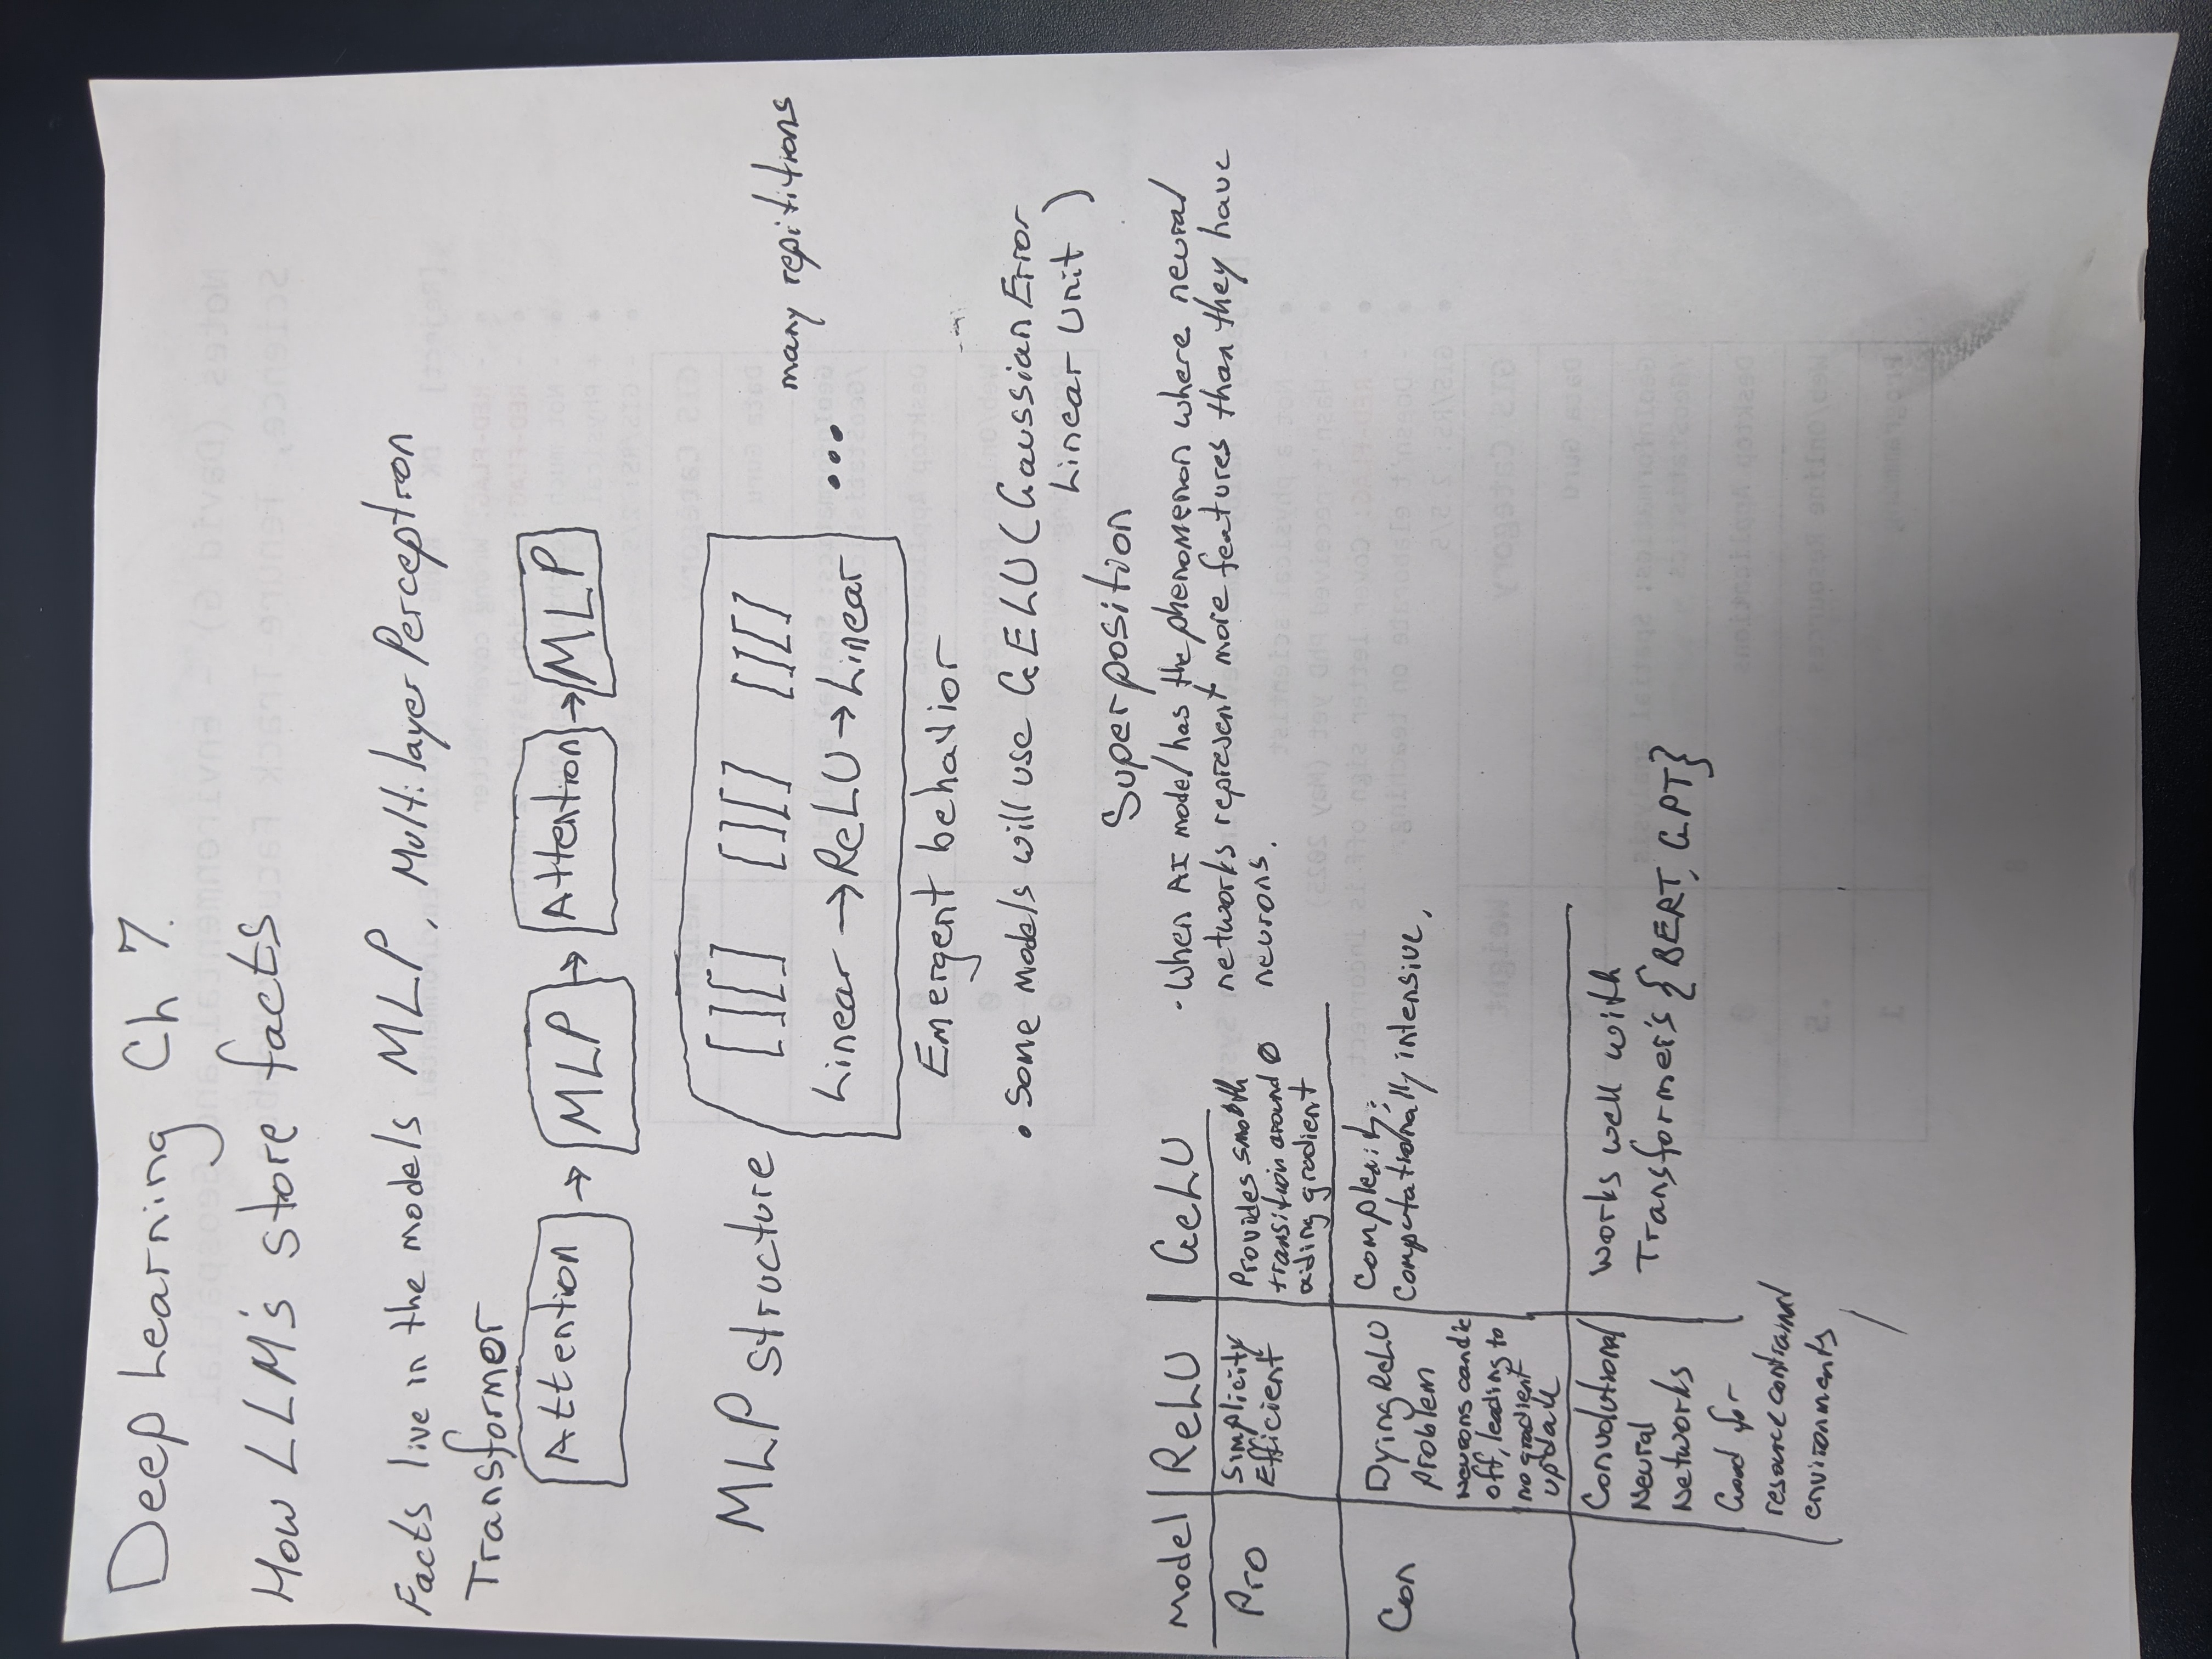 Deep Learning Ch 7.
How LLM's store facts
Facts live in the models MLP, Multilayer Perceptron
Transformer
Attention → MLP → Attention → MLP
MLP structure
[][] [][] [][]
Linear → ReLU → Linear
... many repititions
Emergent behavior
• Some models will use GELU (Gaussian Error
Linear Unit)
Superposition
· When AI model has the phenomenon where neural
networks represent more features than they have
neurons.
Model | ReLU | GeLU
Pro
Simplicity
Efficient
Provides smooth
transition around 0
aiding gradient
Con
Dying ReLU
Problem
neurons can die
off, leading to
no gradient
update
Complexity;
Computationally intensive,
Convolutional
Neural
Networks
Good for
resource contrained
environments
Works well with
Transformer's {BERT, GPT}